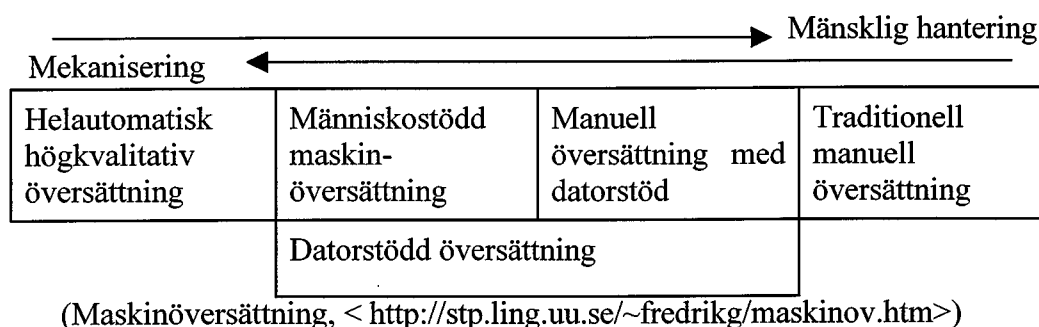 Mänsklig hantering
Mekanisering
Helautomatisk
högkvalitativ
översättning
Människostödd
maskin-
översättning
Manuell
översättning med
datorstöd
Traditionell
manuell
översättning
Datorstödd översättning
(Maskinöversättning, < http://stp.ling.uu.se/~fredrikg/maskinov.htm>)